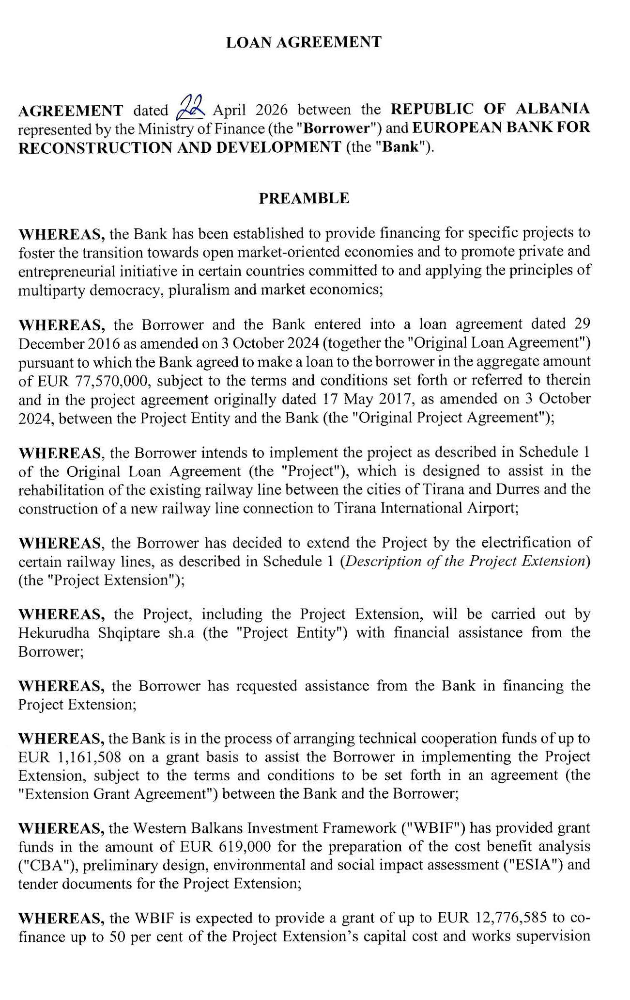 LOAN AGREEMENT
AGREEMENT dated 22 April 2026 between the REPUBLIC OF ALBANIA
represented by the Ministry of Finance (the "Borrower") and EUROPEAN BANK FOR
RECONSTRUCTION AND DEVELOPMENT (the "Bank").
PREAMBLE
WHEREAS, the Bank has been established to provide financing for specific projects to
foster the transition towards open market-oriented economies and to promote private and
entrepreneurial initiative in certain countries committed to and applying the principles of
multiparty democracy, pluralism and market economics;
WHEREAS, the Borrower and the Bank entered into a loan agreement dated 29
December 2016 as amended on 3 October 2024 (together the "Original Loan Agreement")
pursuant to which the Bank agreed to make a loan to the borrower in the aggregate amount
of EUR 77,570,000, subject to the terms and conditions set forth or referred to therein
and in the project agreement originally dated 17 May 2017, as amended on 3 October
2024, between the Project Entity and the Bank (the "Original Project Agreement");
WHEREAS, the Borrower intends to implement the project as described in Schedule 1
of the Original Loan Agreement (the "Project"), which is designed to assist in the
rehabilitation of the existing railway line between the cities of Tirana and Durres and the
construction of a new railway line connection to Tirana International Airport;
WHEREAS, the Borrower has decided to extend the Project by the electrification of
certain railway lines, as described in Schedule 1 (Description of the Project Extension)
(the "Project Extension");
WHEREAS, the Project, including the Project Extension, will be carried out by
Hekurudha Shqiptare sh.a (the "Project Entity") with financial assistance from the
Borrower;
WHEREAS, the Borrower has requested assistance from the Bank in financing the
Project Extension;
WHEREAS, the Bank is in the process of arranging technical cooperation funds of up to
EUR 1,161,508 on a grant basis to assist the Borrower in implementing the Project
Extension, subject to the terms and conditions to be set forth in an agreement (the
"Extension Grant Agreement") between the Bank and the Borrower;
WHEREAS, the Western Balkans Investment Framework ("WBIF") has provided grant
funds in the amount of EUR 619,000 for the preparation of the cost benefit analysis
("CBA"), preliminary design, environmental and social impact assessment ("ESIA") and
tender documents for the Project Extension;
WHEREAS, the WBIF is expected to provide a grant of up to EUR 12,776,585 to co-
finance up to 50 per cent of the Project Extension’s capital cost and works supervision